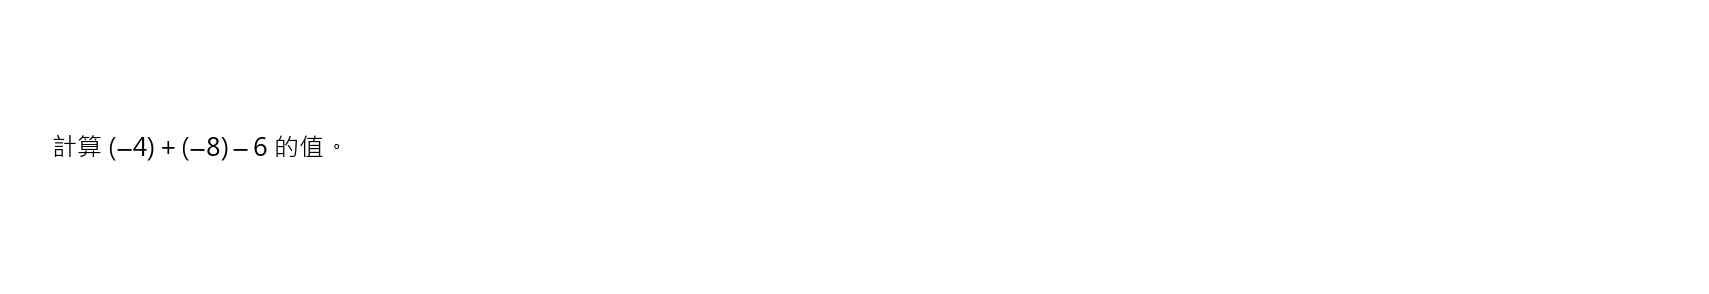 計算 (–4) + (–8) – 6 的值。